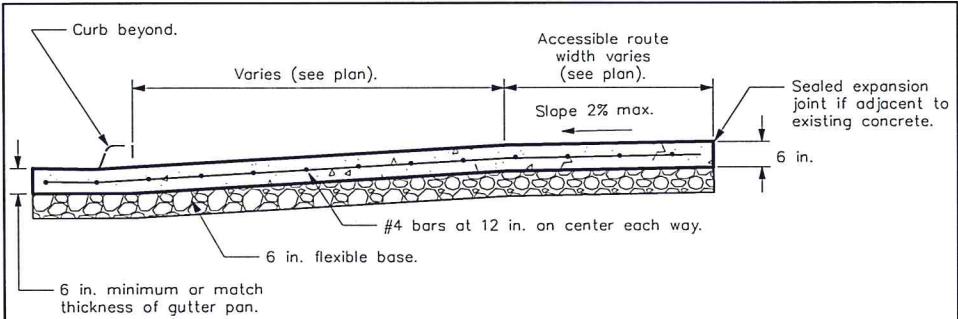 Curb beyond.
Varies (see plan).
Accessible route
width varies
(see plan).
Slope 2% max.
Sealed expansion
joint if adjacent to
existing concrete.
6 in.
#4 bars at 12 in. on center each way.
6 in. flexible base.
6 in. minimum or match
thickness of gutter pan.